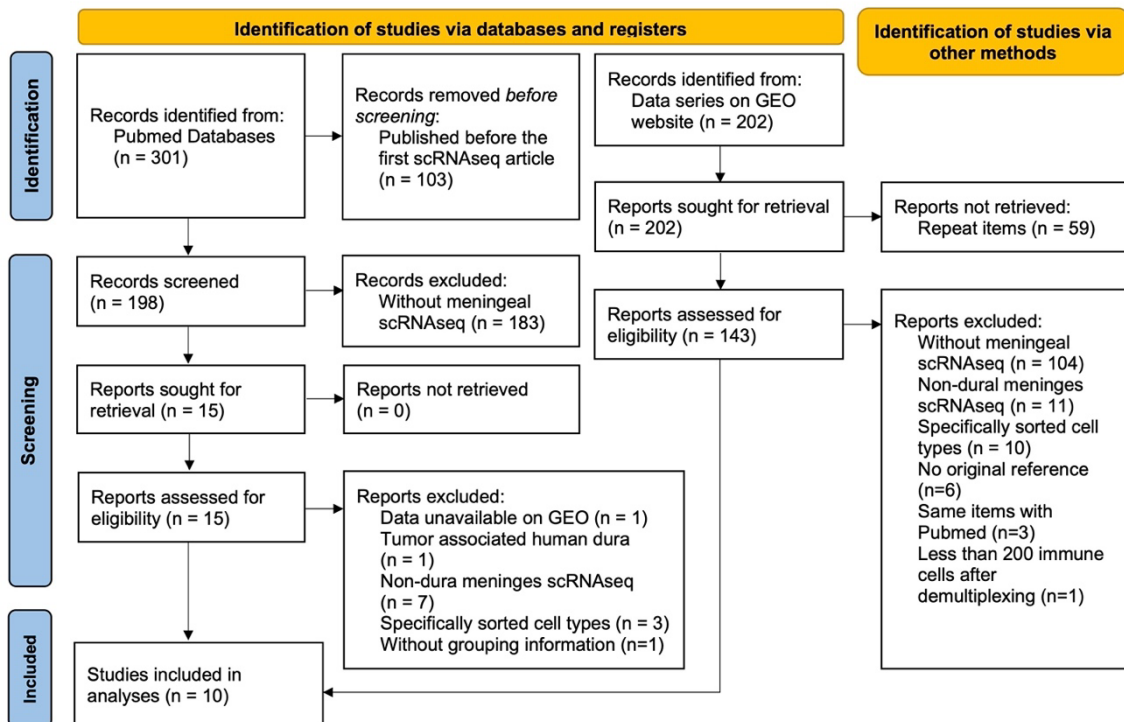 Identification of studies via databases and registers
Identification of studies via
other methods
Identification
Records identified from:
Pubmed Databases
(n = 301)
Records removed before
screening:
Published before the
first scRNAseq article
(n = 103)
Records identified from:
Data series on GEO
website (n = 202)
Reports sought for retrieval
(n = 202)
Reports not retrieved:
Repeat items (n = 59)
Screening
Records screened
(n = 198)
Records excluded:
Without meningeal
scRNAseq (n = 183)
Reports assessed for
eligibility (n = 143)
Reports excluded:
Without meningeal
scRNAseq (n = 104)
Non-dural meninges
scRNAseq (n = 11)
Specifically sorted cell
types (n = 10)
No original reference
(n=6)
Same items with
Pubmed (n=3)
Less than 200 immune
cells after
demultiplexing (n=1)
Reports sought for
retrieval (n = 15)
Reports not retrieved
(n = 0)
Reports assessed for
eligibility (n = 15)
Reports excluded:
Data unavailable on GEO (n = 1)
Tumor associated human dura
(n = 1)
Non-dura meninges scRNAseq
(n = 7)
Specifically sorted cell types (n = 3)
Without grouping information (n=1)
Included
Studies included in
analyses (n = 10)